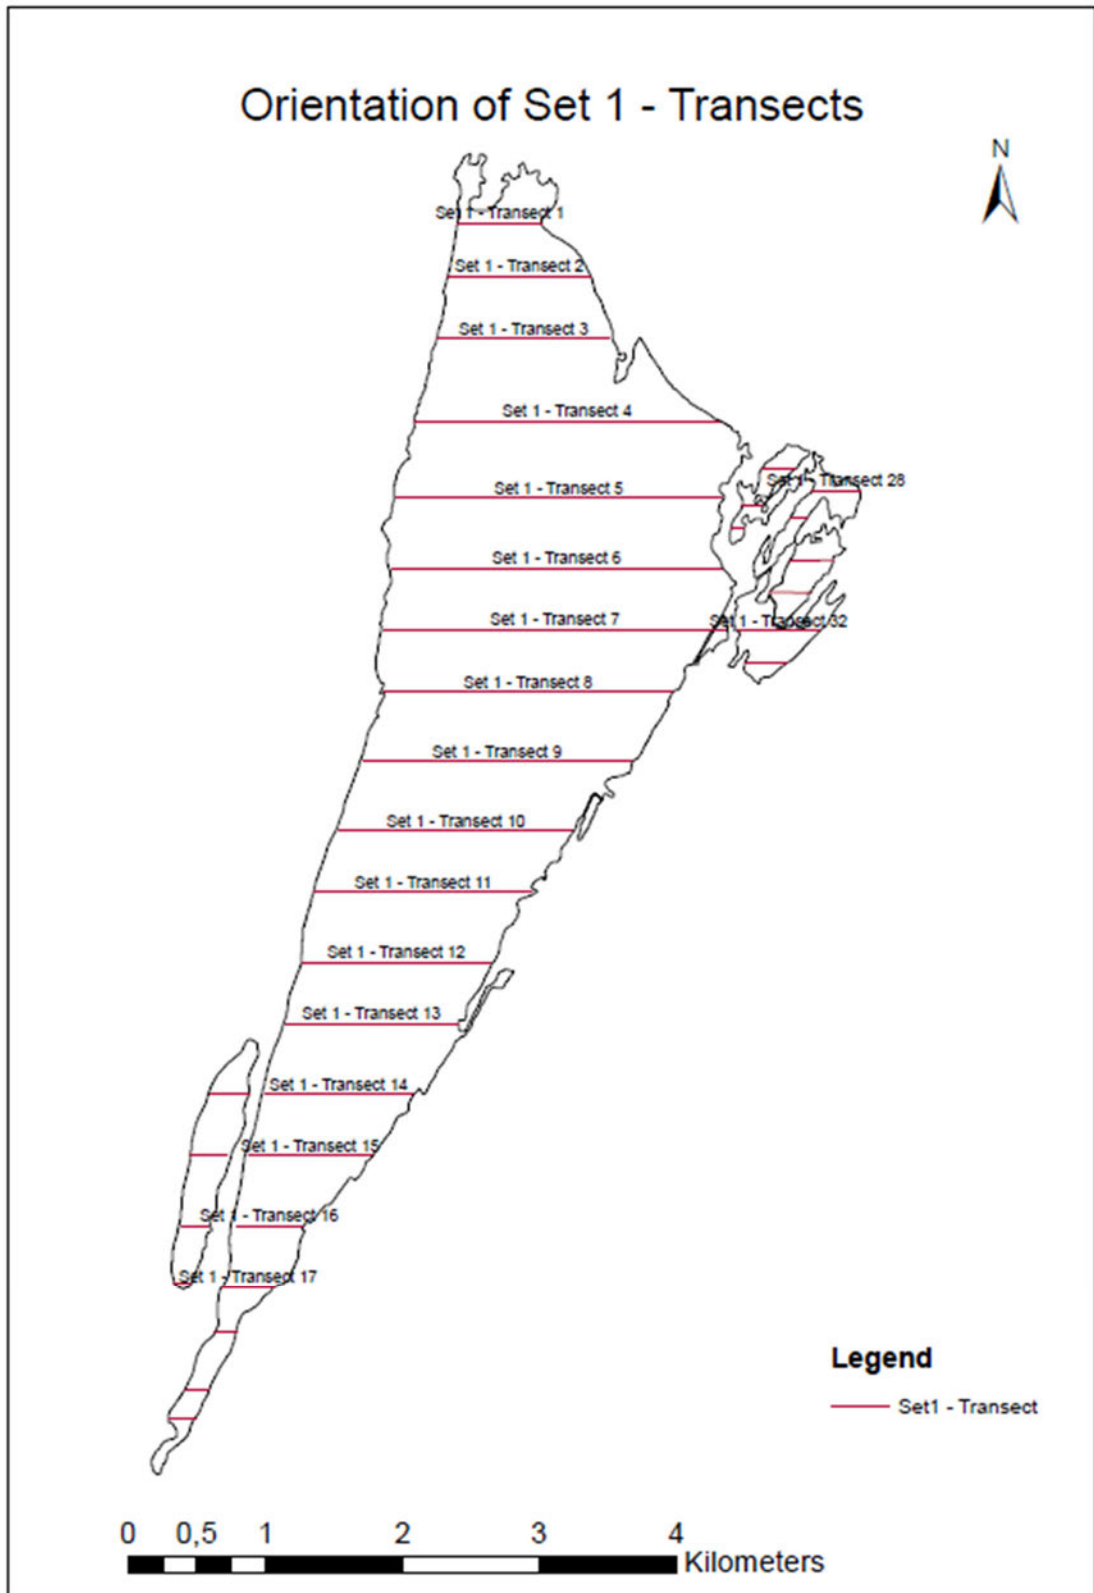 Orientation of Set 1 - Transects
N
Set 1 - Transect 1
Set 1 - Transect 2
Set 1 - Transect 3
Set 1 - Transect 4
Set 1 - Transect 28
Set 1 - Transect 5
Set 1 - Transect 6
Set 1 - Transect 7
Set 1 - Transect 32
Set 1 - Transect 8
Set 1 - Transect 9
Set 1 - Transect 10
Set 1 - Transect 11
Set 1 - Transect 12
Set 1 - Transect 13
Set 1 - Transect 14
Set 1 - Transect 15
Set 1 - Transect 16
Set 1 - Transect 17
Legend
Set1 - Transect
0 0,5 1 2 3 4
Kilometers